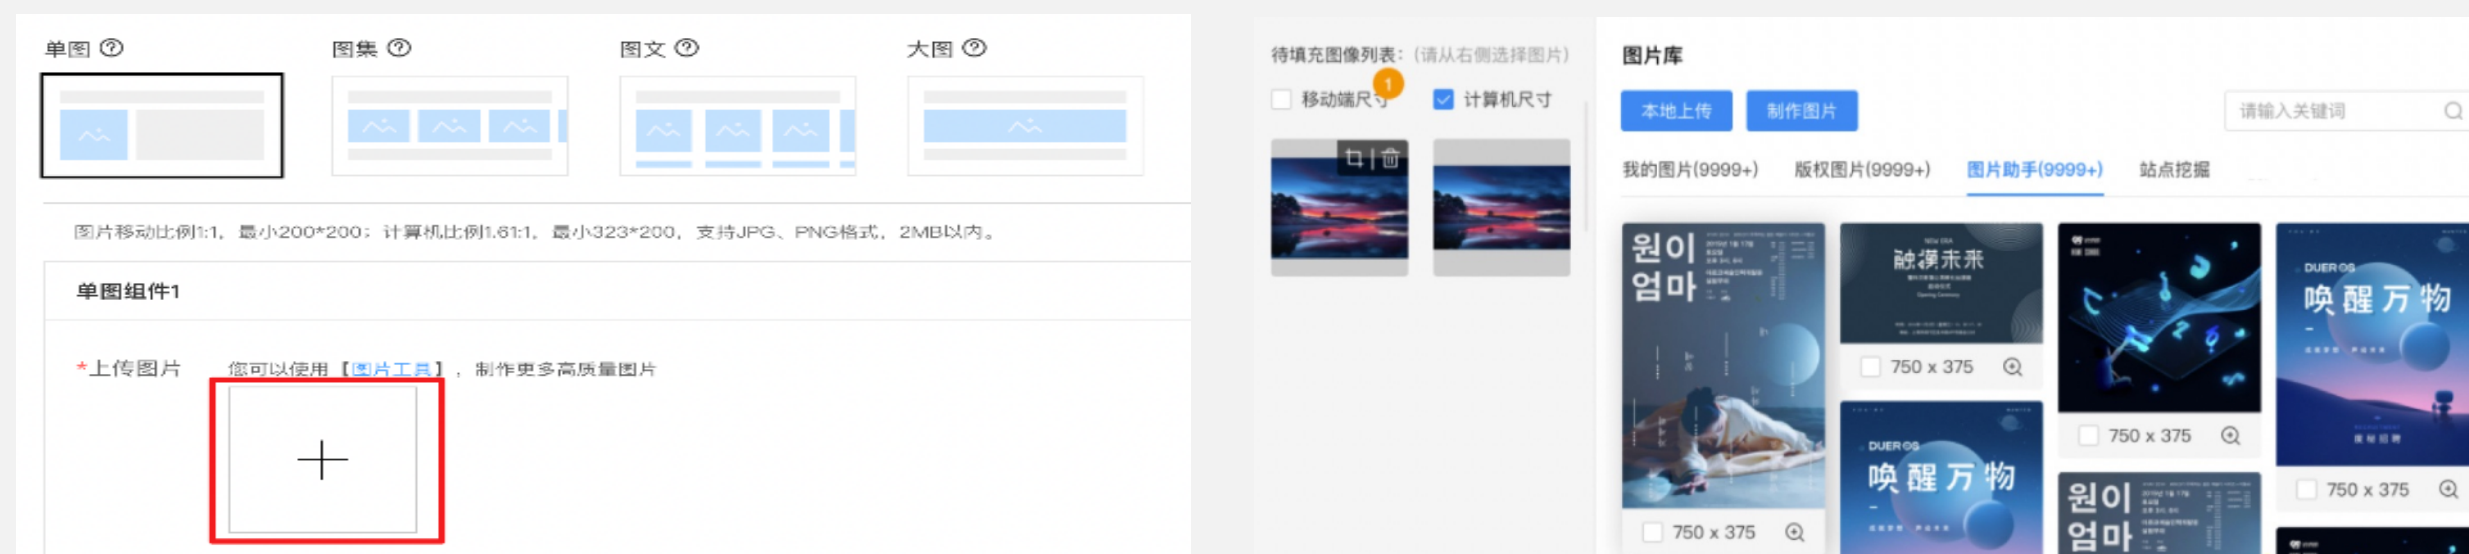 单图 图集 图文 大图
图片移动比例1:1，最小200*200；计算机比例1.61:1，最小323*200，支持JPG、PNG格式，2MB以内。
单图组件1
*上传图片 您可以使用【图片工具】，制作更多高质量图片
待填充图像列表：(请从右侧选择图片)
1
移动端尺寸 计算机尺寸
图片库
本地上传 制作图片 请输入关键词
我的图片(9999+) 版权图片(9999+) 图片助手(9999+) 站点挖掘
원이
엄마
750 x 375
NEW ERA
融摸未来
Opening Ceremony
750 x 375
DUEROS
唤醒万物
750 x 375
DUEROS
唤醒万物
750 x 375
원이
엄마